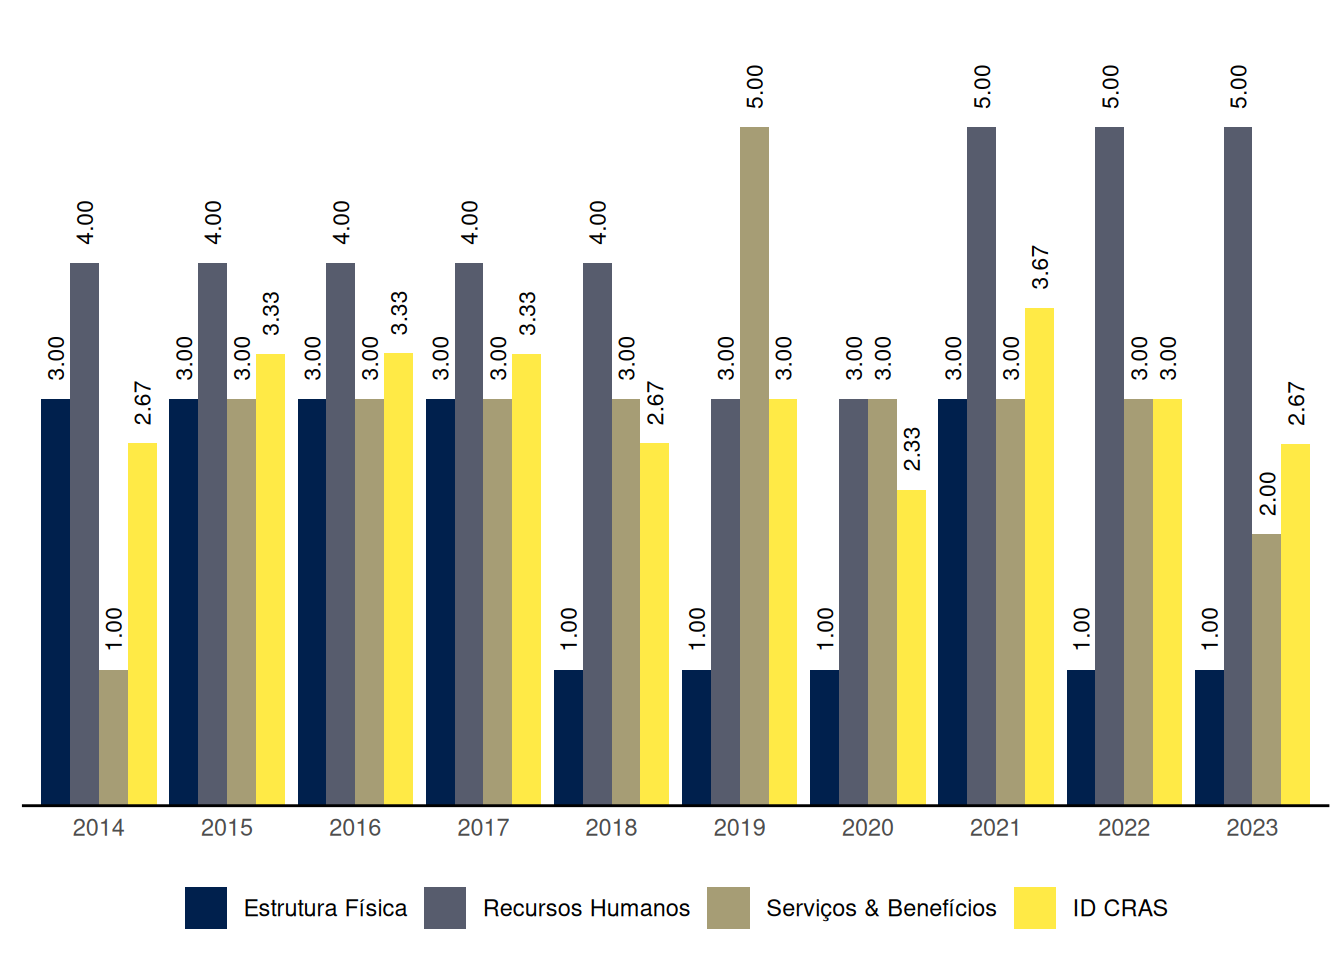 3.00 4.00 1.00 2.67 3.00 4.00 3.00 3.33 3.00 4.00 3.00 3.33 3.00 4.00 3.00 3.33 1.00 4.00 3.00 2.67 1.00 3.00 5.00 3.00 1.00 3.00 3.00 2.33 3.00 5.00 3.00 3.67 1.00 5.00 3.00 3.00 1.00 5.00 2.00 2.67
2014 2015 2016 2017 2018 2019 2020 2021 2022 2023
Estrutura Física Recursos Humanos Serviços & Benefícios ID CRAS